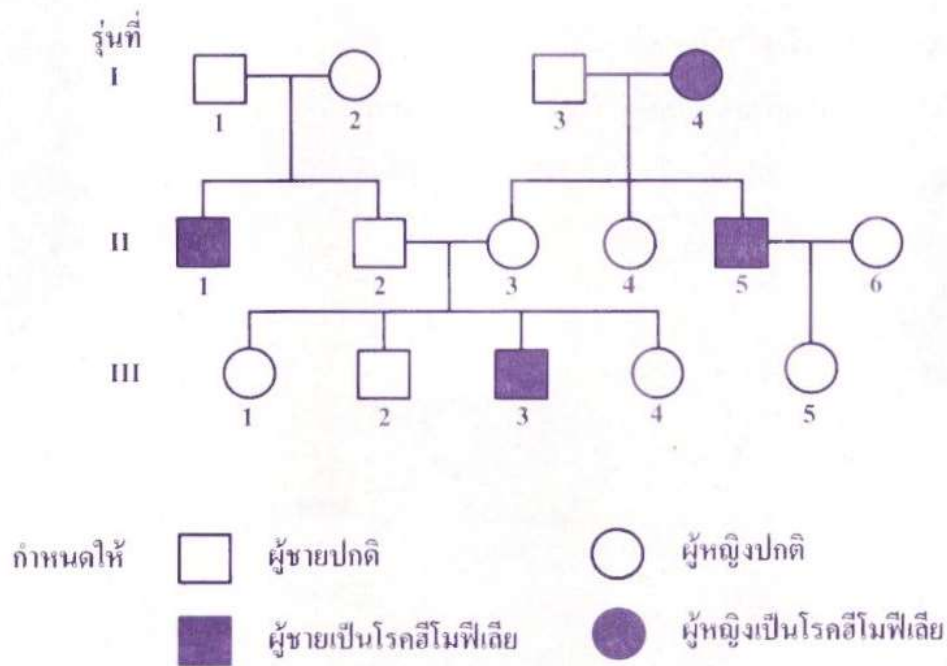 รุ่นที่
I
1 2 3 4
II
1 2 3 4 5 6
III
1 2 3 4 5
กำหนดให้ ผู้ชายปกติ ผู้หญิงปกติ
ผู้ชายเป็นโรคฮีโมฟีเลีย ผู้หญิงเป็นโรคฮีโมฟีเลีย